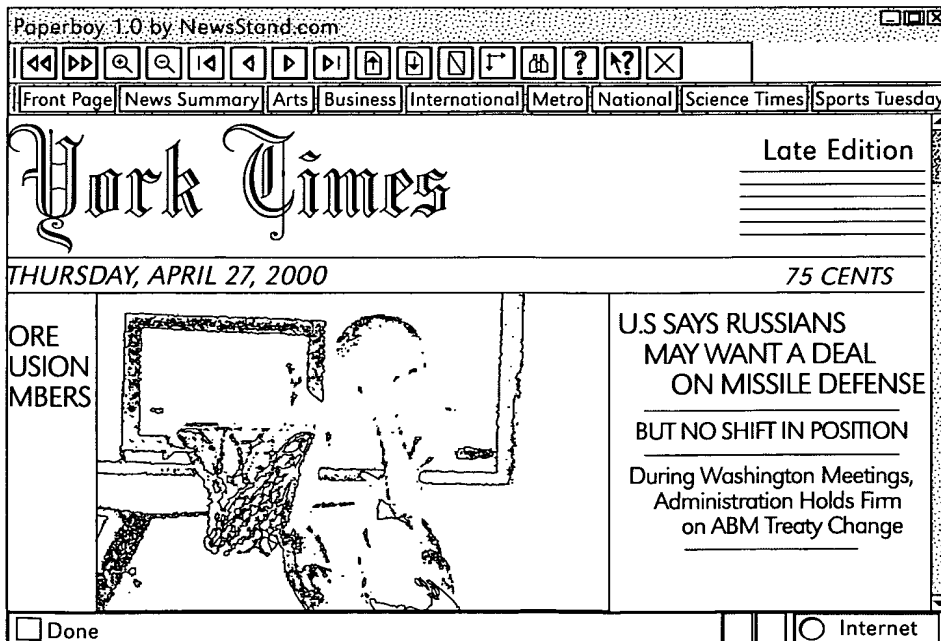 Paperboy 1.0 by NewsStand.com
? ?
Front Page News Summary Arts Business International Metro National Science Times Sports Tuesday
York Times
Late Edition
THURSDAY, APRIL 27, 2000 75 CENTS
ORE
USION
MBERS
U.S SAYS RUSSIANS
MAY WANT A DEAL
ON MISSILE DEFENSE
BUT NO SHIFT IN POSITION
During Washington Meetings,
Administration Holds Firm
on ABM Treaty Change
Done Internet